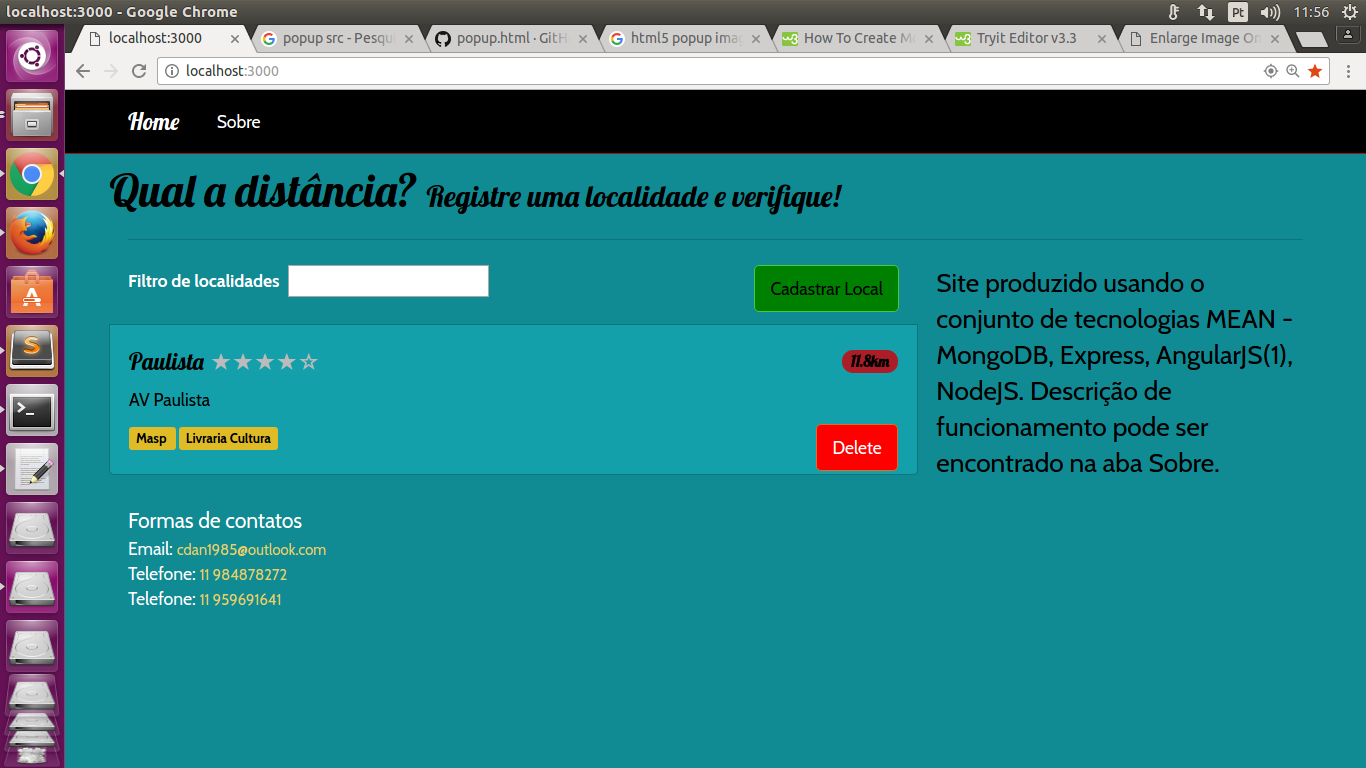 localhost:3000 - Google Chrome
Pt
11:56
localhost:3000
popup src - Pesqu
popup.html · GitH
html5 popup imag
How To Create Mo
Tryit Editor v3.3
Enlarge Image On
localhost:3000
Home
Sobre
Qual a distância? Registre uma localidade e verifique!
Filtro de localidades
Cadastrar Local
Paulista
11.8km
AV Paulista
Masp
Livraria Cultura
Delete
Site produzido usando o
conjunto de tecnologias MEAN -
MongoDB, Express, AngularJS(1),
NodeJS. Descrição de
funcionamento pode ser
encontrado na aba Sobre.
Formas de contatos
Email: cdan1985@outlook.com
Telefone: 11 984878272
Telefone: 11 959691641